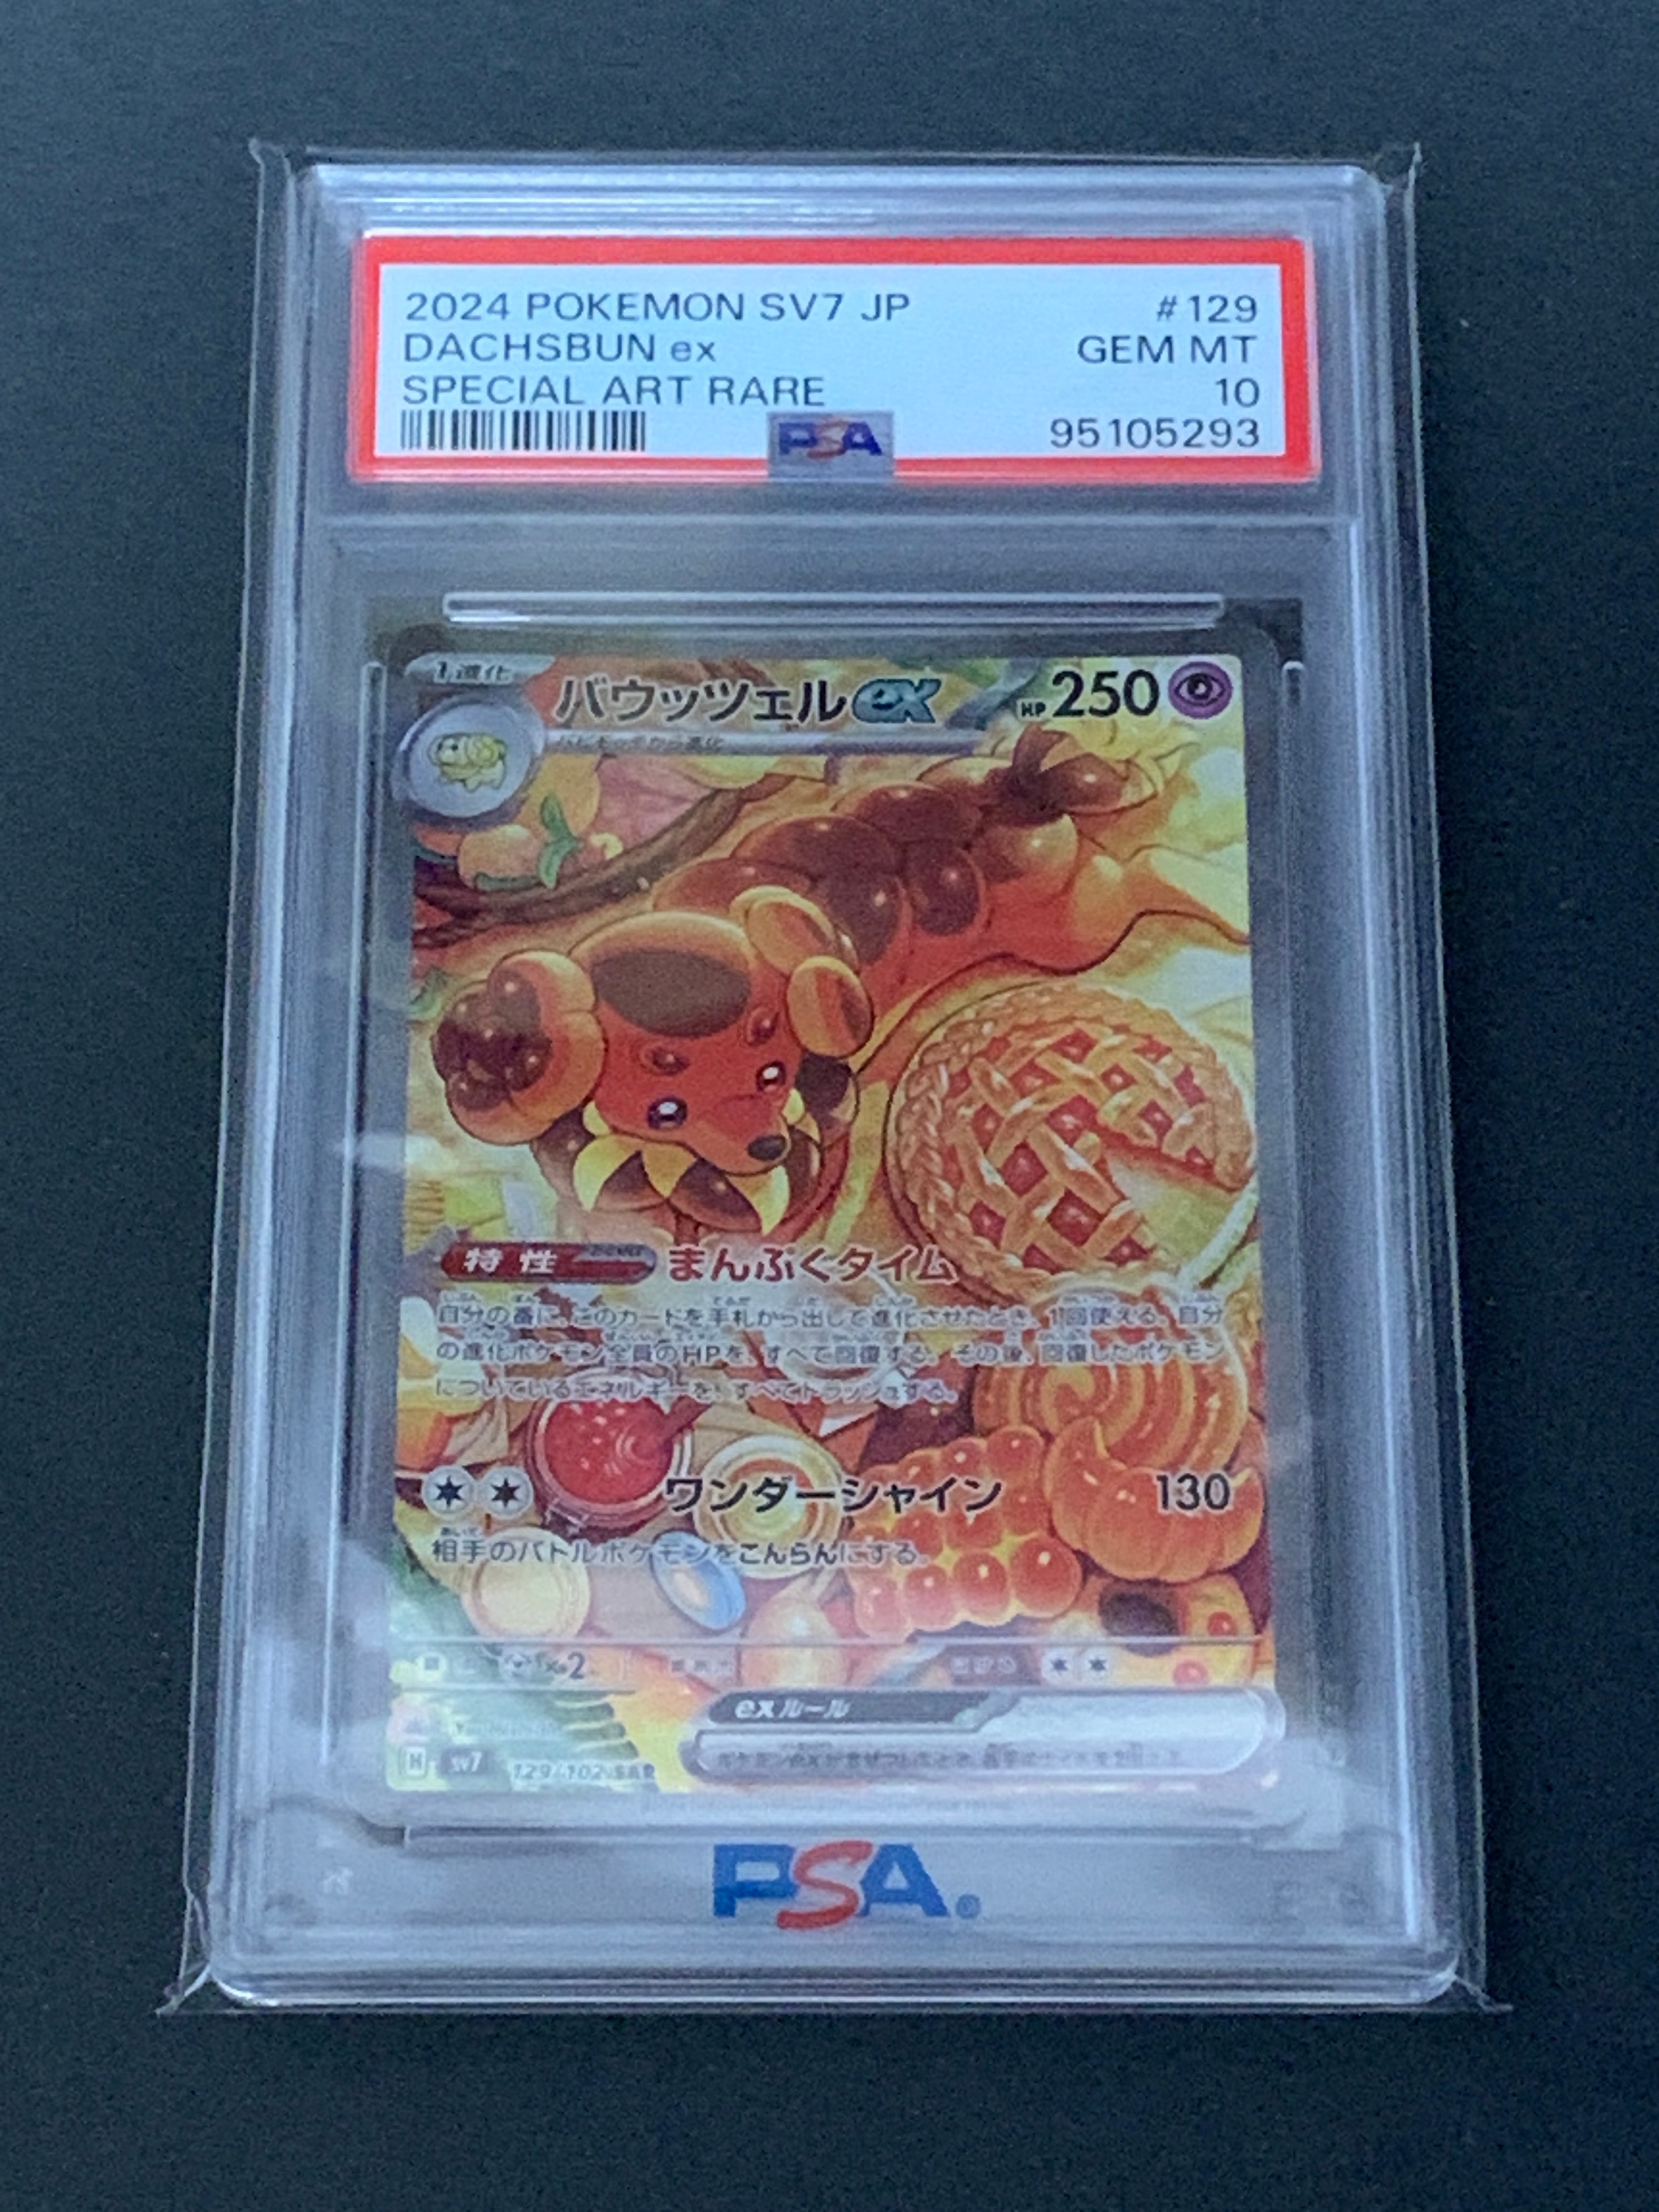 2024 POKEMON SV7 JP #129
DACHSBUN ex GEM MT
SPECIAL ART RARE 10
PSA 95105293
1進化
バウッツェルex HP250
特性 まんぷくタイム
自分の番に、このカードを手札から出して進化させたとき、1回使える。自分
の進化ポケモン全員のHPを、すべて回復する。その後、回復したポケモン
についているエネルギーを、すべてトラッシュする。
ワンダーシャイン 130
相手のバトルポケモンをこんらんにする。
×2
exルール
H SV7 129/102 SAR
PSA®